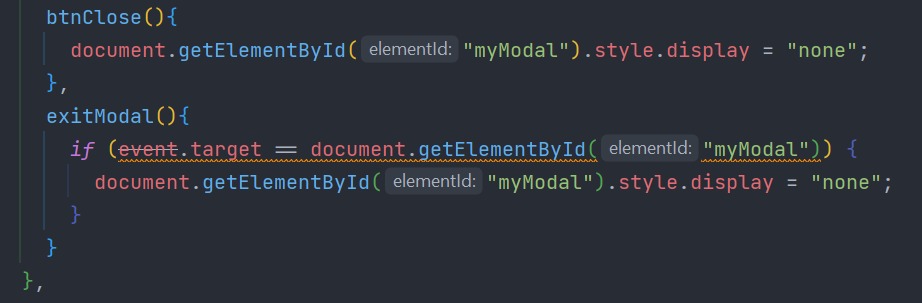 btnClose(){
document.getElementById( elementId: "myModal").style.display = "none";
},
exitModal(){
if (event.target == document.getElementById( elementId: "myModal")) {
document.getElementById( elementId: "myModal").style.display = "none";
}
}
},